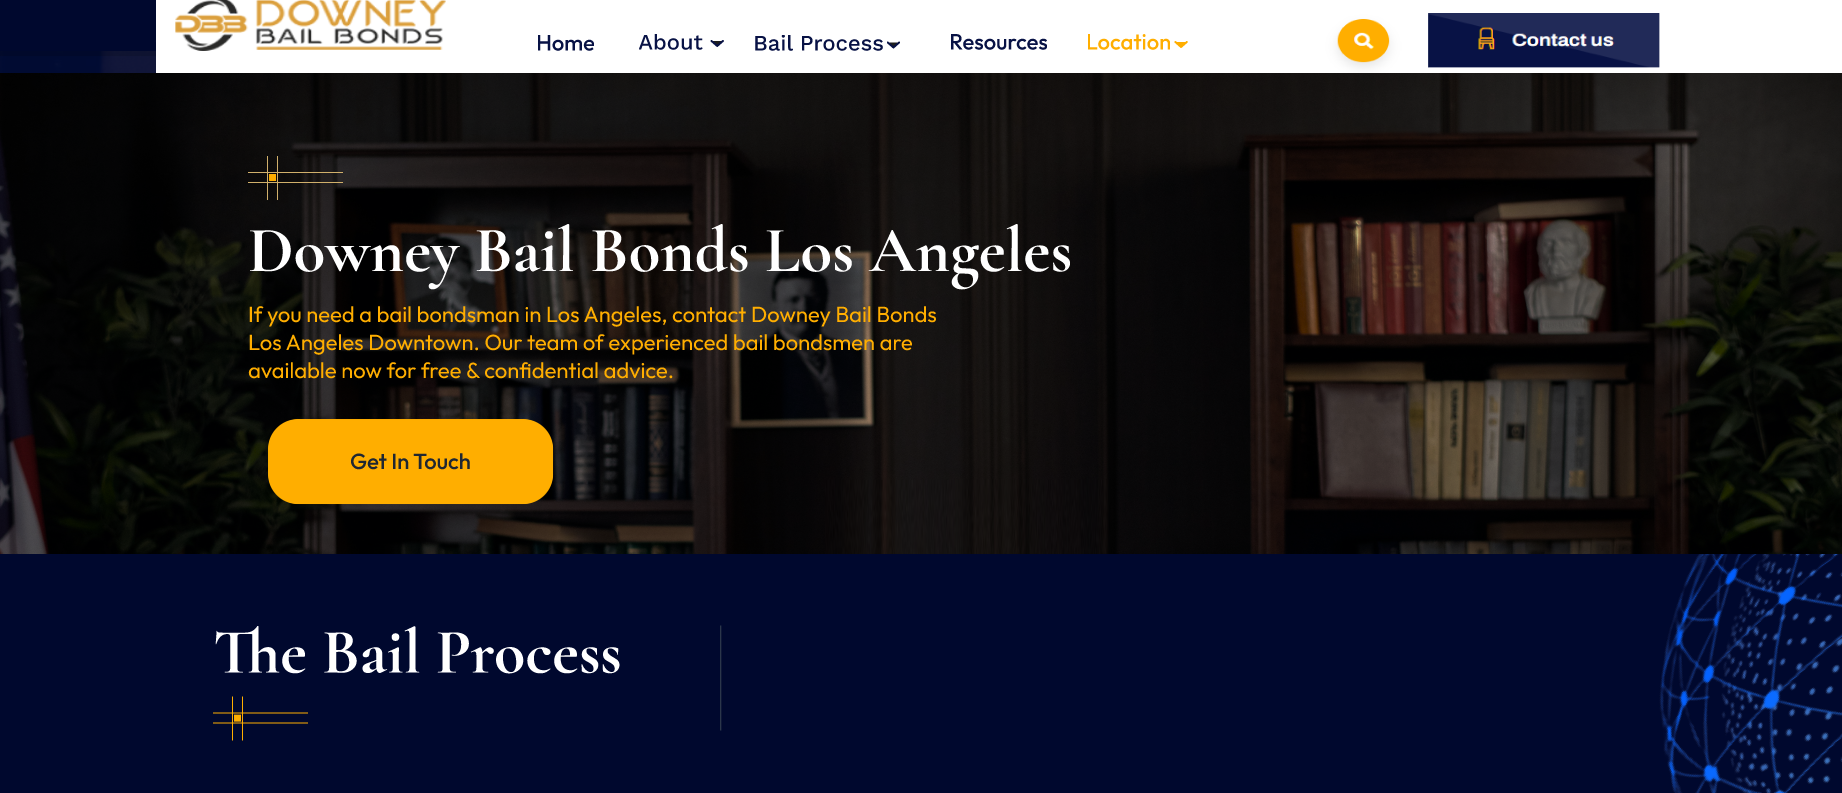 DBB DOWNEY
BAIL BONDS
Home About Bail Process Resources Location Contact us
Downey Bail Bonds Los Angeles
If you need a bail bondsman in Los Angeles, contact Downey Bail Bonds
Los Angeles Downtown. Our team of experienced bail bondsmen are
available now for free & confidential advice.
Get In Touch
The Bail Process